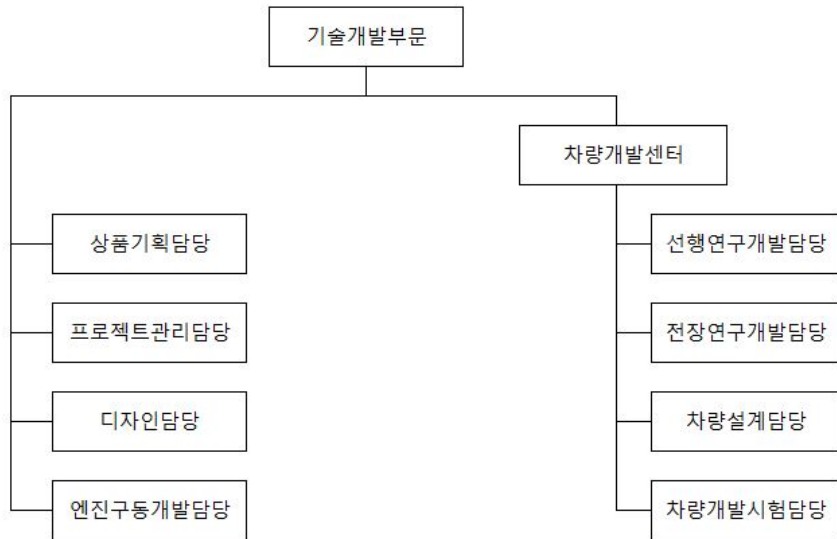 기술개발부문
차량개발센터
상품기획담당
선행연구개발담당
프로젝트관리담당
전장연구개발담당
디자인담당
차량설계담당
엔진구동개발담당
차량개발시험담당